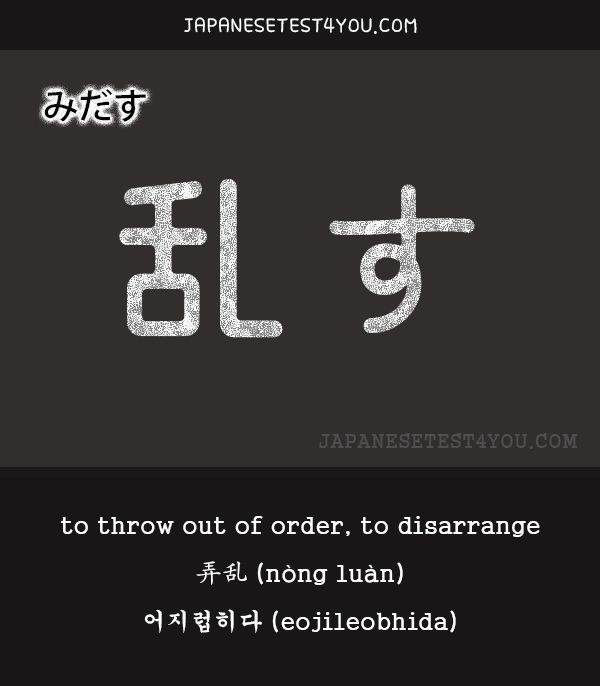 JAPANESETEST4YOU.COM
みだす
乱す
JAPANESETEST4YOU.COM
to throw out of order, to disarrange
弄乱 (nòng luàn)
어지럽히다 (eojileobhida)